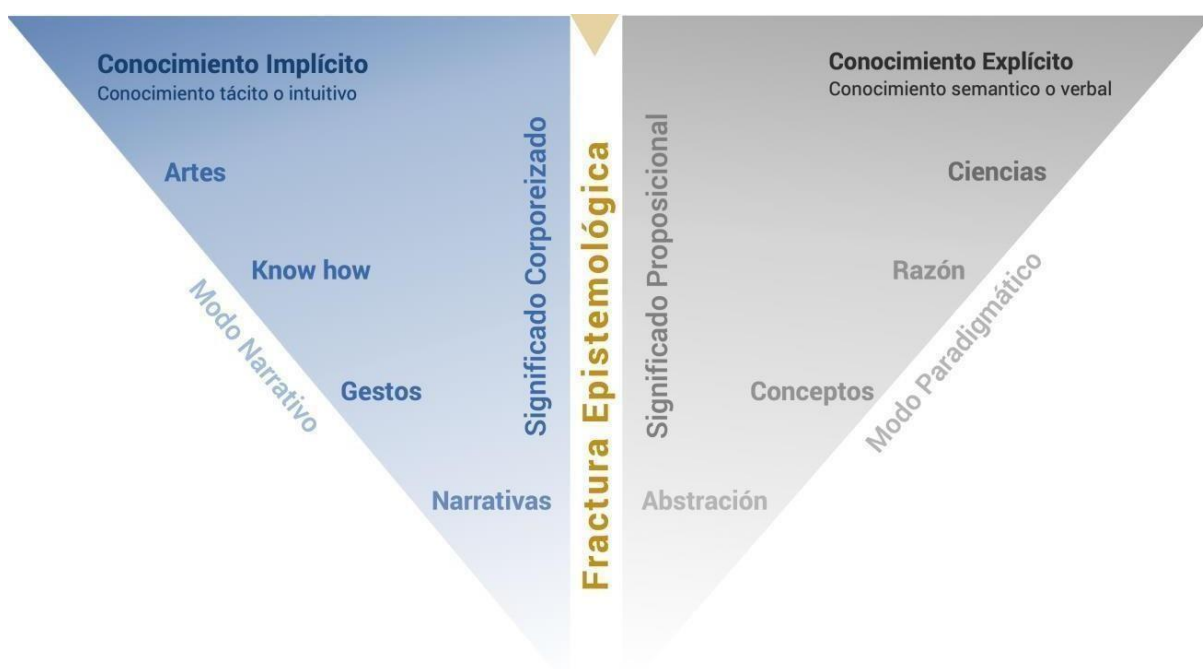 Conocimiento Implícito
Conocimiento tácito o intuitivo
Artes
Know how
Gestos
Narrativas
Modo Narrativo
Significado Corporeizado
Fractura Epistemológica
Significado Proposicional
Conocimiento Explícito
Conocimiento semantico o verbal
Ciencias
Razón
Conceptos
Abstración
Modo Paradigmático